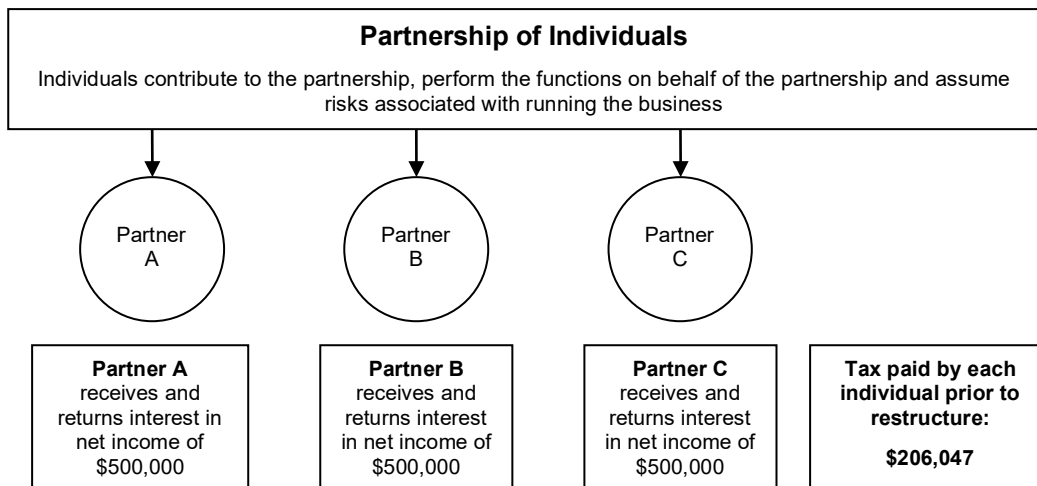 Partnership of Individuals
Individuals contribute to the partnership, perform the functions on behalf of the partnership and assume
risks associated with running the business
Partner
A
Partner
B
Partner
C
Partner A
receives and
returns interest in
net income of
$500,000
Partner B
receives and
returns interest
in net income of
$500,000
Partner C
receives and
returns interest
in net income of
$500,000
Tax paid by each
individual prior to
restructure:
$206,047